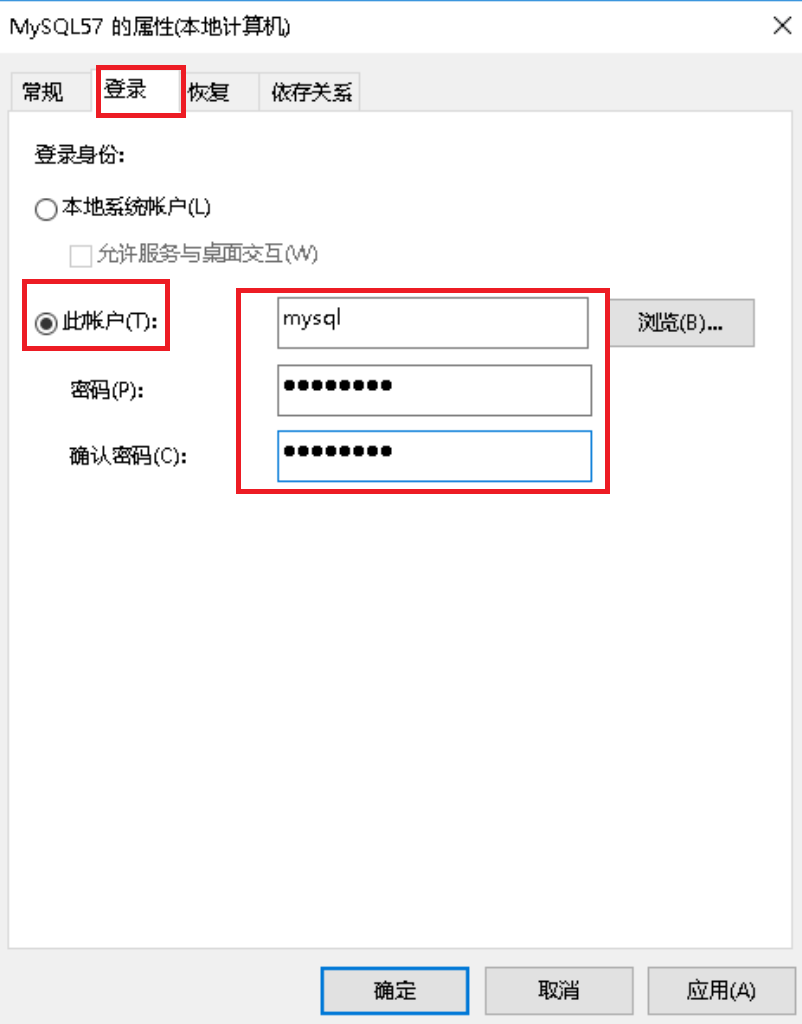 MySQL57 的属性(本地计算机)
常规 登录 恢复 依存关系
登录身份:
本地系统帐户(L)
允许服务与桌面交互(W)
此帐户(T): mysql 浏览(B)...
密码(P): ●●●●●●●●
确认密码(C): ●●●●●●●●
确定 取消 应用(A)